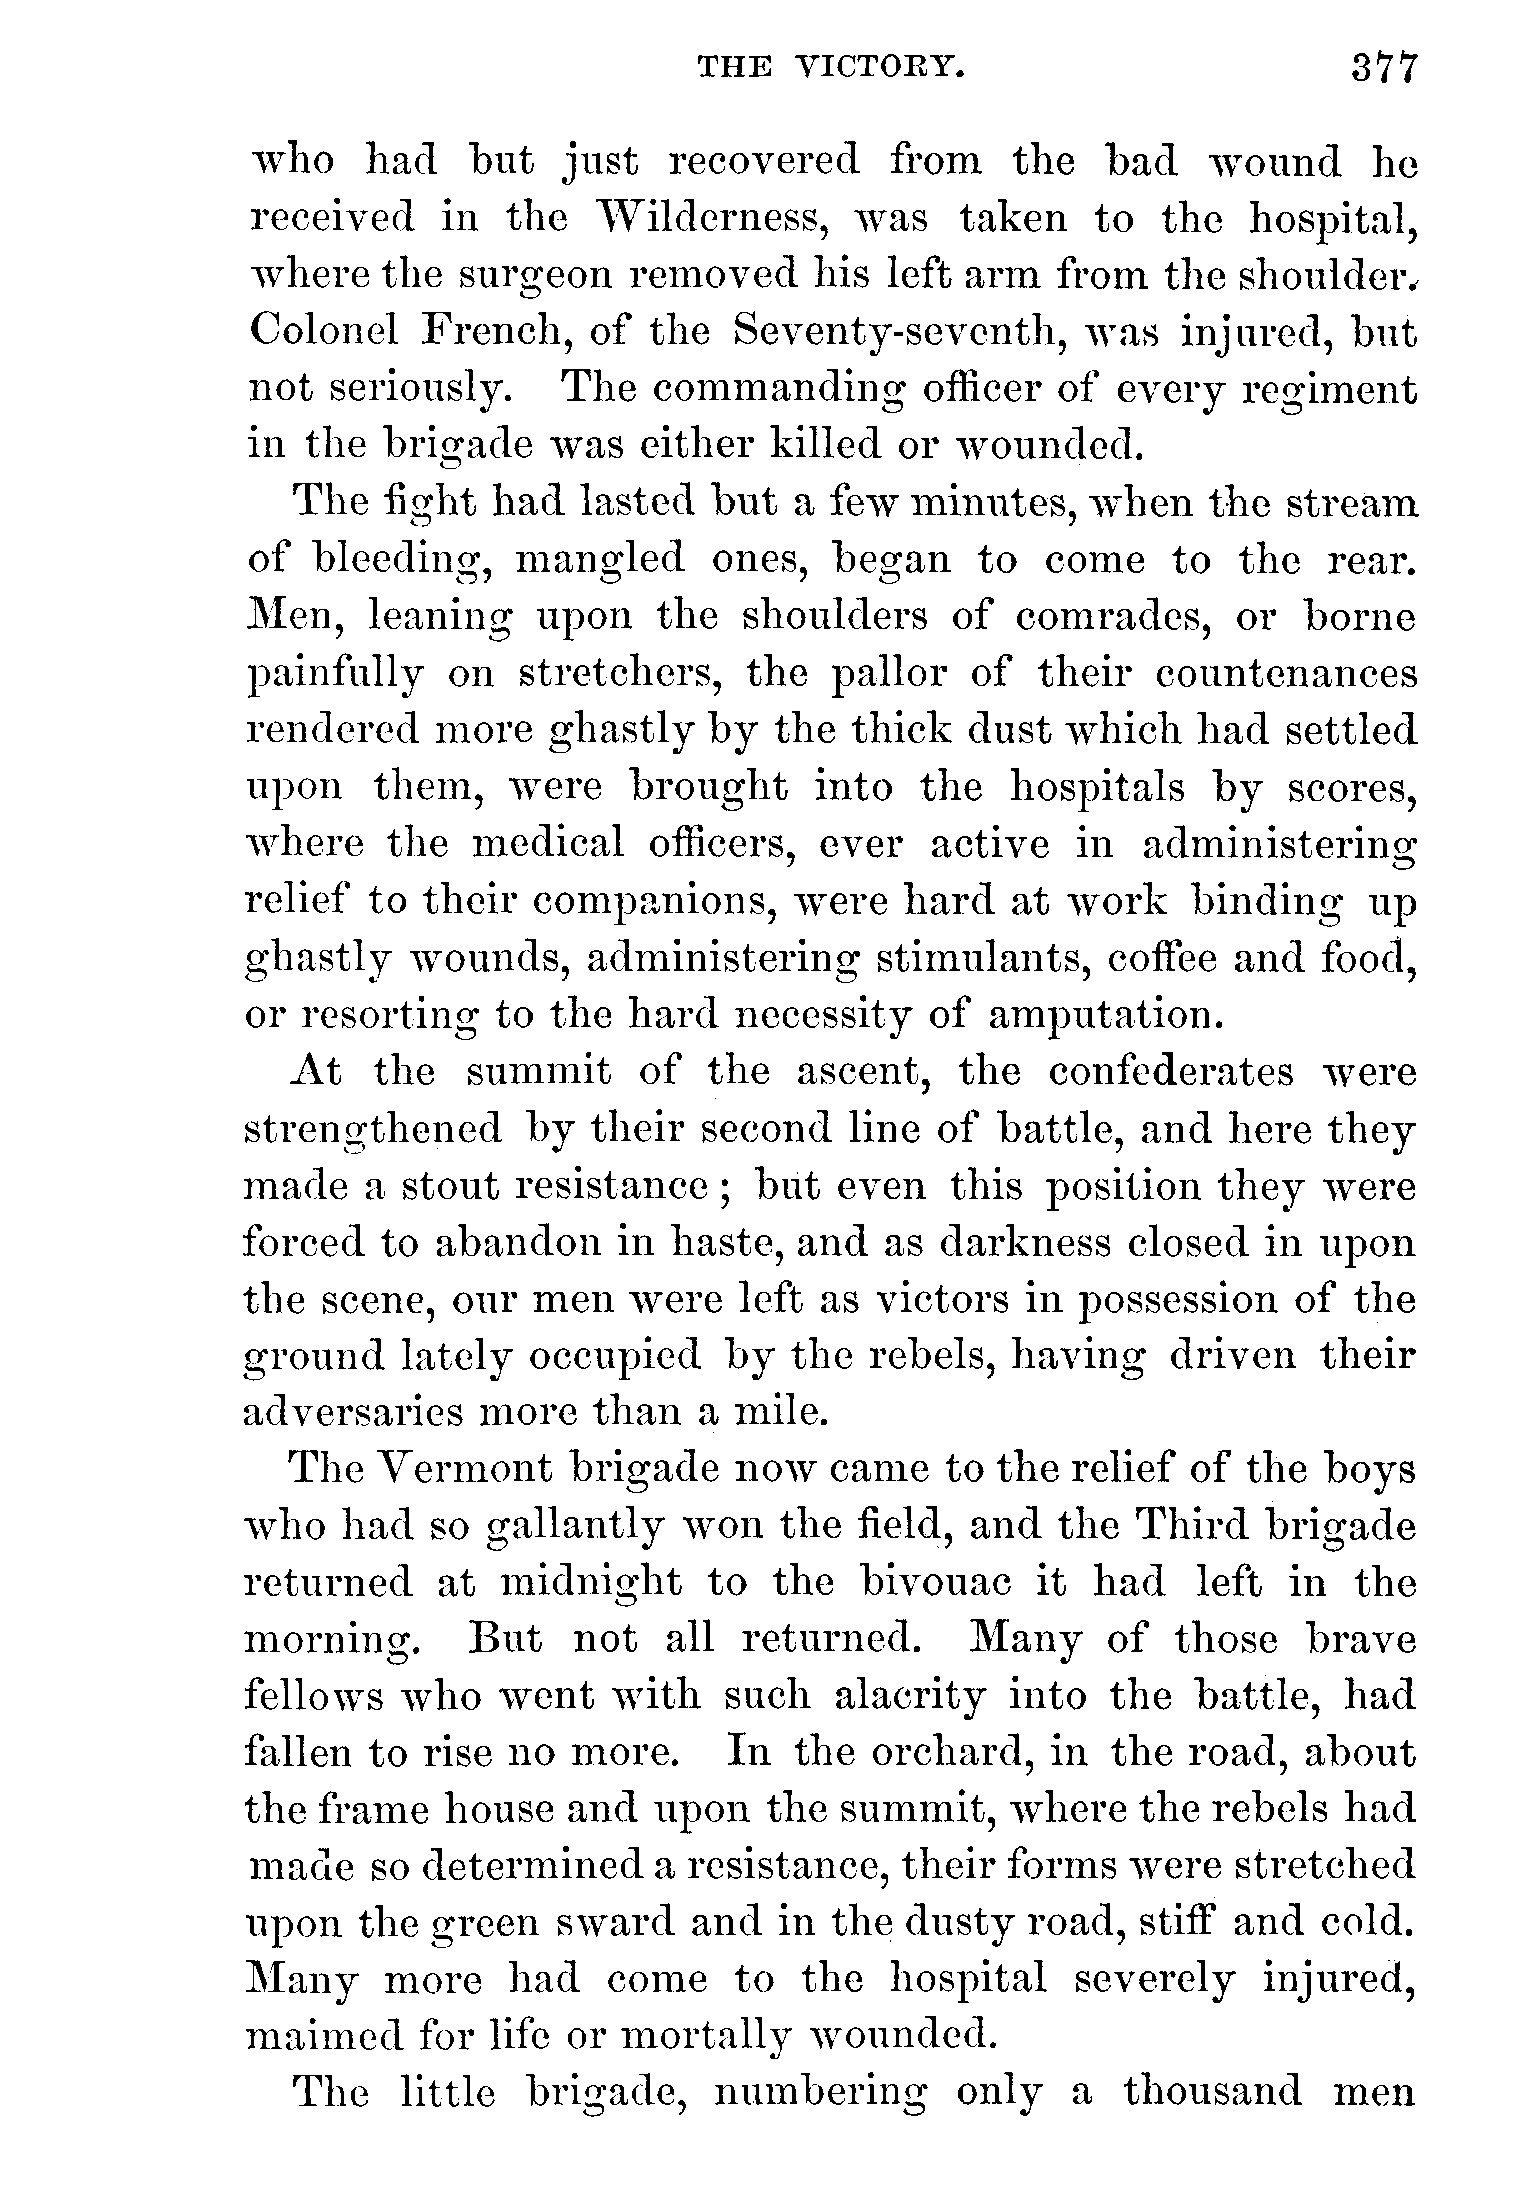 THE VICTORY. 377
who had but just recovered from the bad wound he
received in the Wilderness, was taken to the hospital,
where the surgeon removed his left arm from the shoulder.
Colonel French, of the Seventy-seventh, was injured, but
not seriously. The commanding officer of every regiment
in the brigade was either killed or wounded.
The fight had lasted but a few minutes, when the stream
of bleeding, mangled ones, began to come to the rear.
Men, leaning upon the shoulders of comrades, or borne
painfully on stretchers, the pallor of their countenances
rendered more ghastly by the thick dust which had settled
upon them, were brought into the hospitals by scores,
where the medical officers, ever active in administering
relief to their companions, were hard at work binding up
ghastly wounds, administering stimulants, coffee and food,
or resorting to the hard necessity of amputation.
At the summit of the ascent, the confederates were
strengthened by their second line of battle, and here they
made a stout resistance; but even this position they were
forced to abandon in haste, and as darkness closed in upon
the scene, our men were left as victors in possession of the
ground lately occupied by the rebels, having driven their
adversaries more than a mile.
The Vermont brigade now came to the relief of the boys
who had so gallantly won the field, and the Third brigade
returned at midnight to the bivouac it had left in the
morning. But not all returned. Many of those brave
fellows who went with such alacrity into the battle, had
fallen to rise no more. In the orchard, in the road, about
the frame house and upon the summit, where the rebels had
made so determined a resistance, their forms were stretched
upon the green sward and in the dusty road, stiff and cold.
Many more had come to the hospital severely injured,
maimed for life or mortally wounded.
The little brigade, numbering only a thousand men